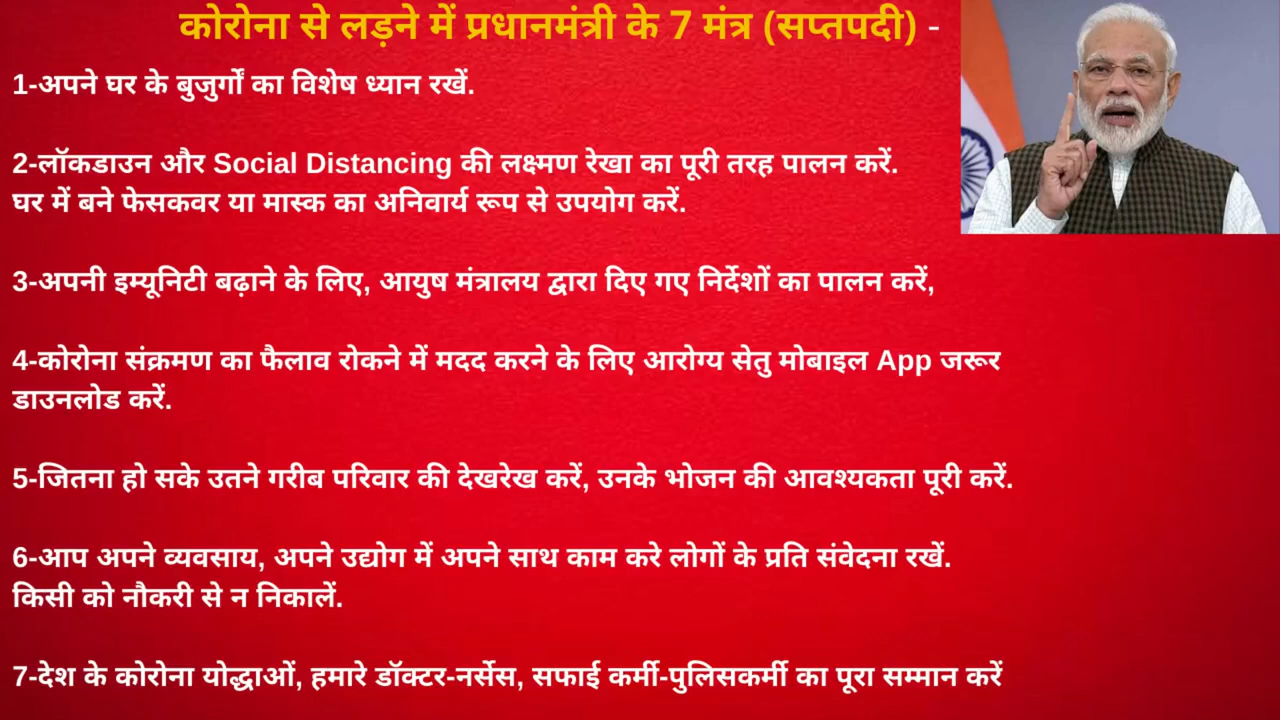 कोरोना से लड़ने में प्रधानमंत्री के 7 मंत्र (सप्तपदी) -
1-अपने घर के बुजुर्गों का विशेष ध्यान रखें.
2-लॉकडाउन और Social Distancing की लक्ष्मण रेखा का पूरी तरह पालन करें.
घर में बने फेसकवर या मास्क का अनिवार्य रूप से उपयोग करें.
3-अपनी इम्यूनिटी बढ़ाने के लिए, आयुष मंत्रालय द्वारा दिए गए निर्देशों का पालन करें,
4-कोरोना संक्रमण का फैलाव रोकने में मदद करने के लिए आरोग्य सेतु मोबाइल App जरूर
डाउनलोड करें.
5-जितना हो सके उतने गरीब परिवार की देखरेख करें, उनके भोजन की आवश्यकता पूरी करें.
6-आप अपने व्यवसाय, अपने उद्योग में अपने साथ काम करे लोगों के प्रति संवेदना रखें.
किसी को नौकरी से न निकालें.
7-देश के कोरोना योद्धाओं, हमारे डॉक्टर-नर्सेस, सफाई कर्मी-पुलिसकर्मी का पूरा सम्मान करें